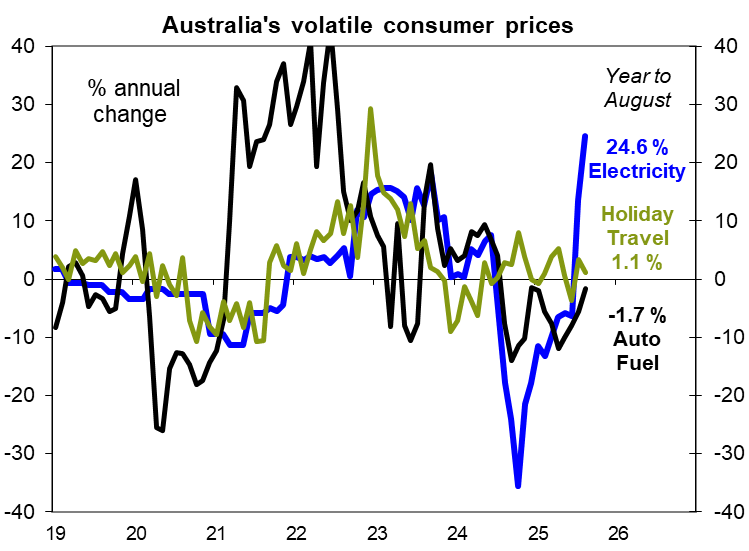 Australia's volatile consumer prices
40 40
% annual
change
Year to
August
30 30
24.6 %
Electricity
20 20
Holiday
Travel
1.1 %
10 10
0 0
-1.7 %
Auto
Fuel
-10 -10
-20 -20
-30 -30
-40 -40
19 20 21 22 23 24 25 26